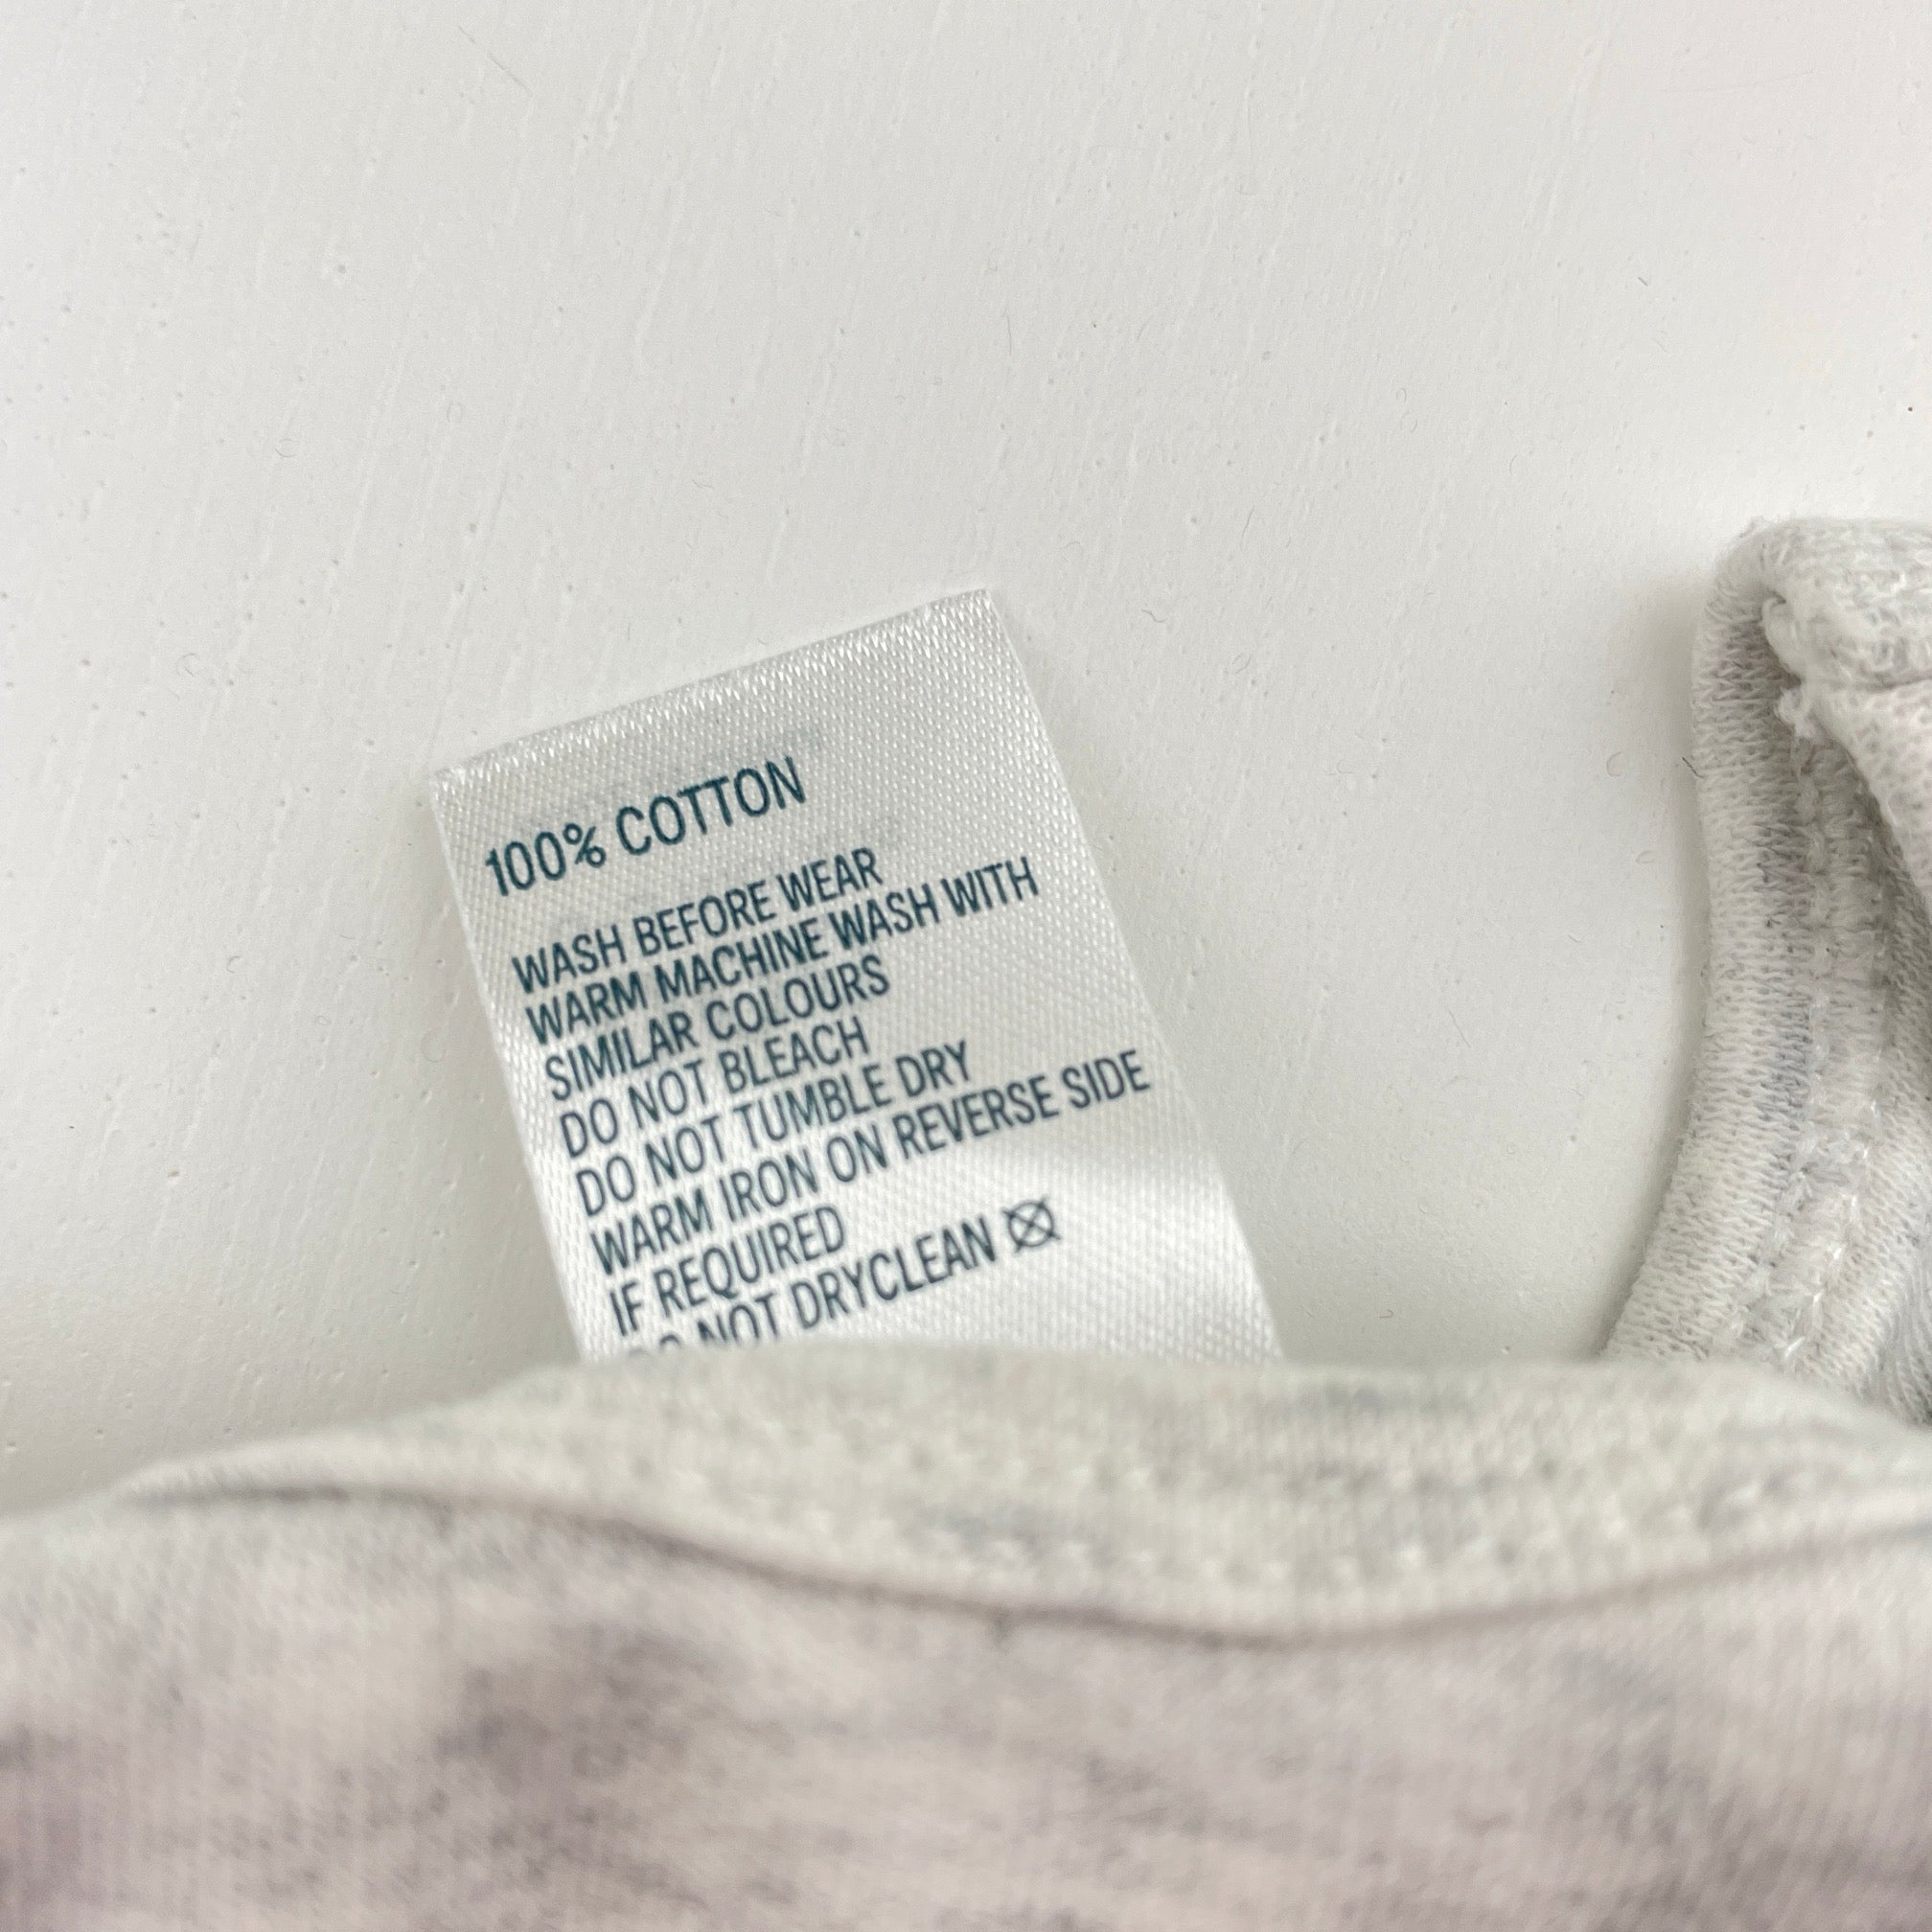 100% COTTON
WASH BEFORE WEAR
WARM MACHINE WASH WITH
SIMILAR COLOURS
DO NOT BLEACH
DO NOT TUMBLE DRY
WARM IRON ON REVERSE SIDE
IF REQUIRED
DO NOT DRYCLEAN